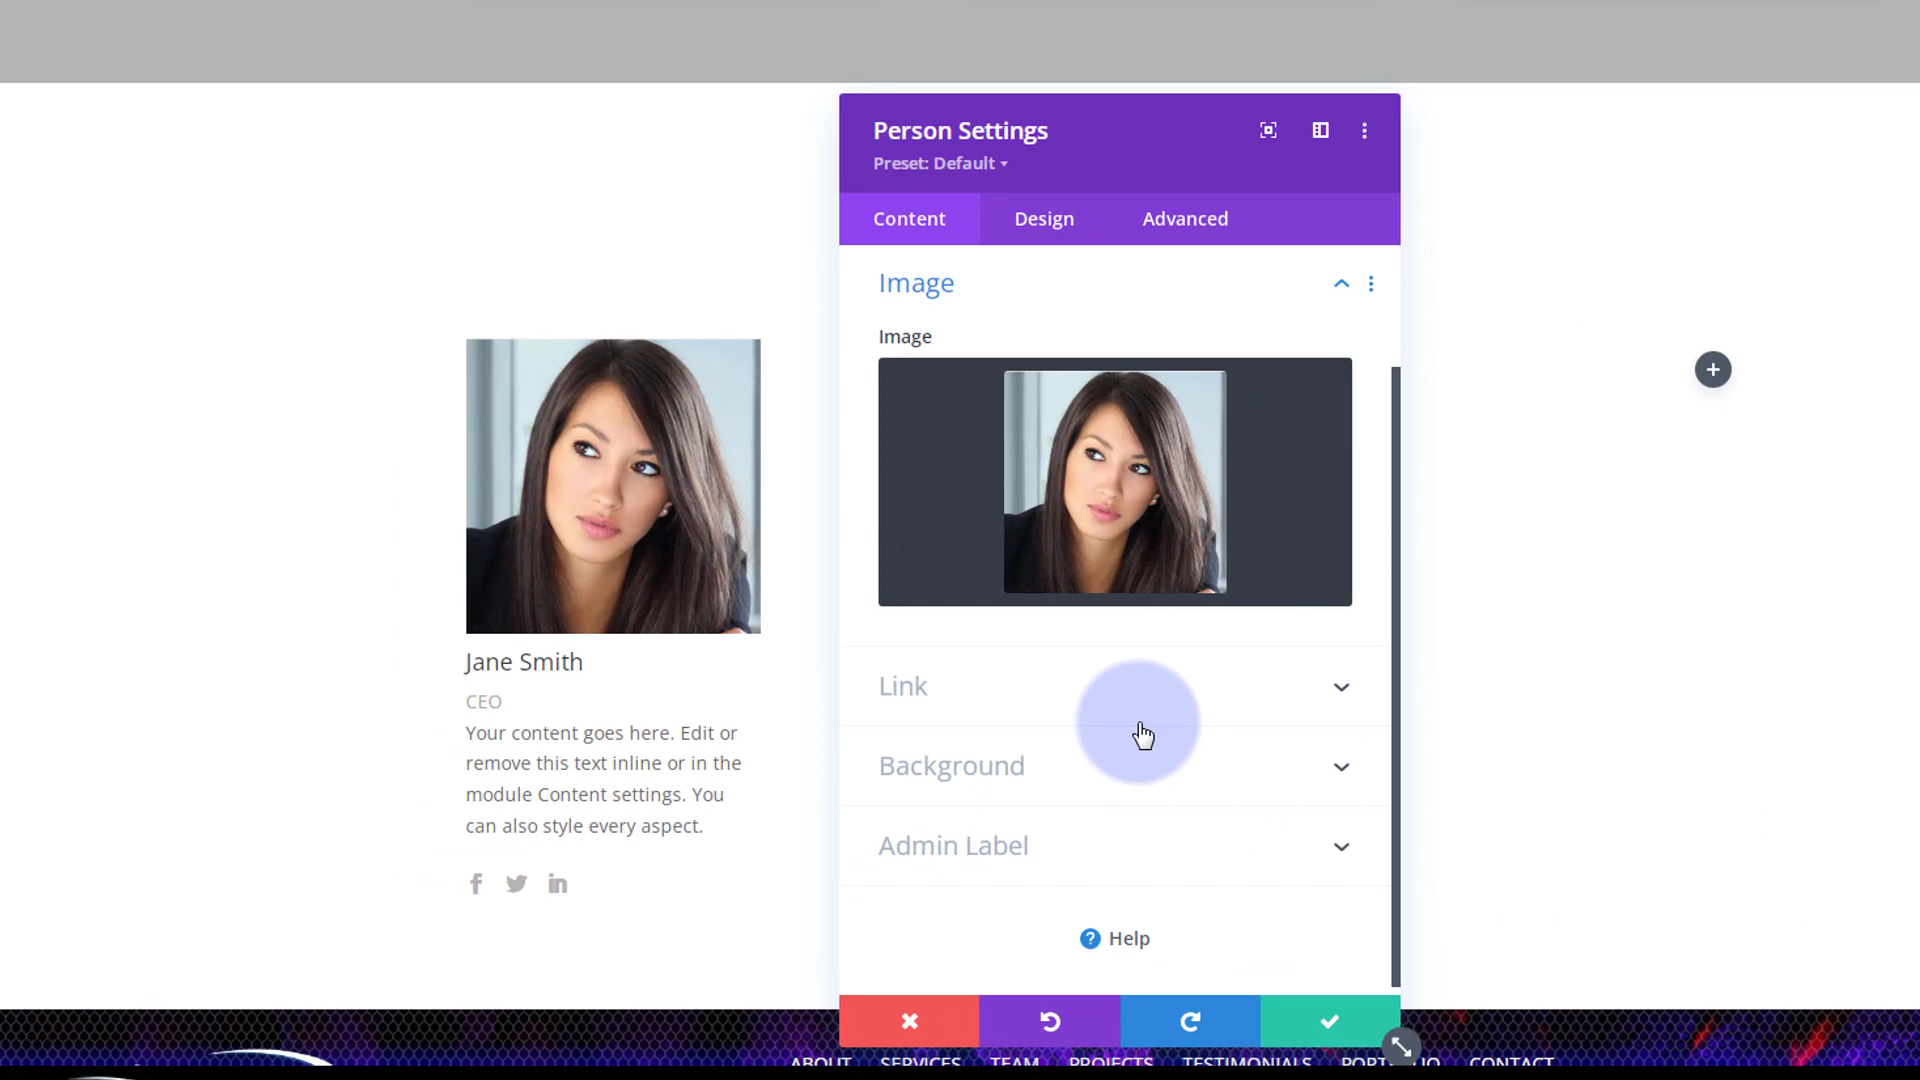 Person Settings
Preset: Default
Content Design Advanced
Image
Image
Link
Background
Admin Label
? Help
Jane Smith
CEO
Your content goes here. Edit or
remove this text inline or in the
module Content settings. You
can also style every aspect.
ABOUT SERVICES TEAM PROJECTS TESTIMONIALS CONTACT